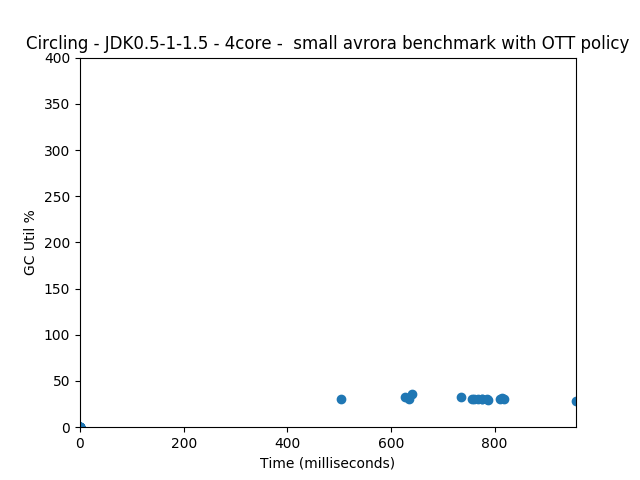 Circling - JDK0.5-1-1.5 - 4core -  small avrora benchmark with OTT policy
400
350
300
250
200
150
100
50
0
GC Util %
0 200 400 600 800
Time (milliseconds)